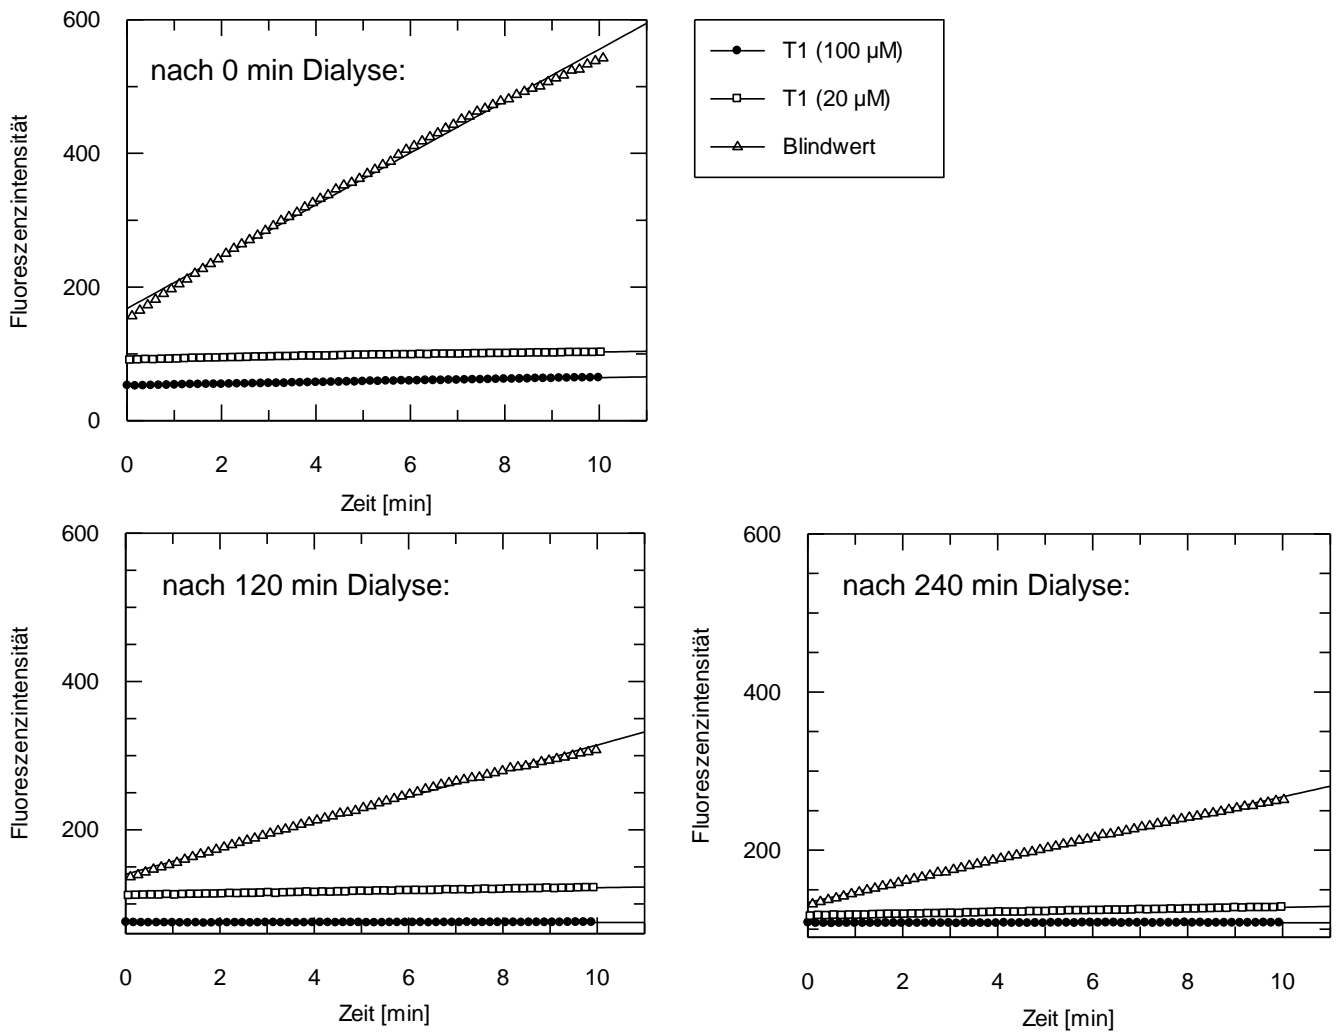 600
400
200
0
Fluoreszenzintensität
nach 0 min Dialyse:
0 2 4 6 8 10
Zeit [min]
T1 (100 µM)
T1 (20 µM)
Blindwert
600
400
200
Fluoreszenzintensität
nach 120 min Dialyse:
0 2 4 6 8 10
Zeit [min]
600
400
200
Fluoreszenzintensität
nach 240 min Dialyse:
0 2 4 6 8 10
Zeit [min]